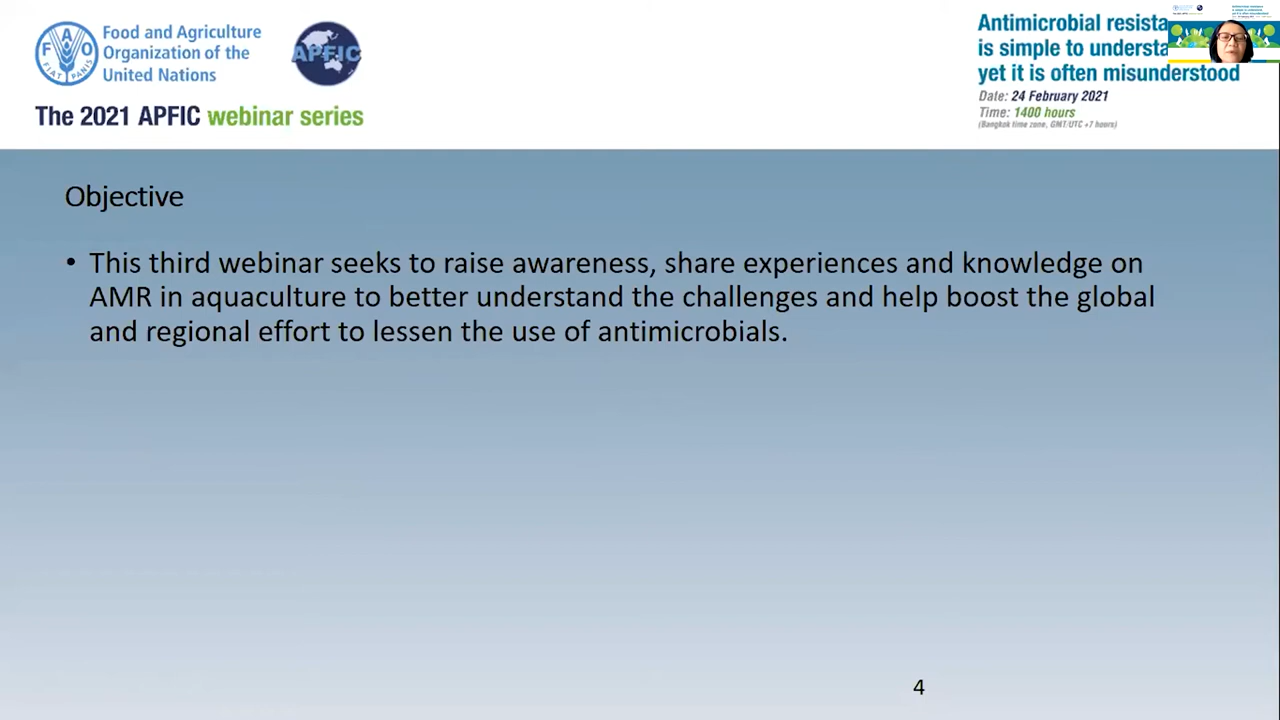 Food and Agriculture
Organization of the
United Nations
FAO
FIAT PANIS
APFIC
The 2021 APFIC webinar series
Antimicrobial
is simple to
yet it is often misunderstood
Date: 24 February 2021
Time: 1400 hours
(Bangkok time zone, GMT/UTC +7 hours)
Objective
• This third webinar seeks to raise awareness, share experiences and knowledge on
AMR in aquaculture to better understand the challenges and help boost the global
and regional effort to lessen the use of antimicrobials.
4